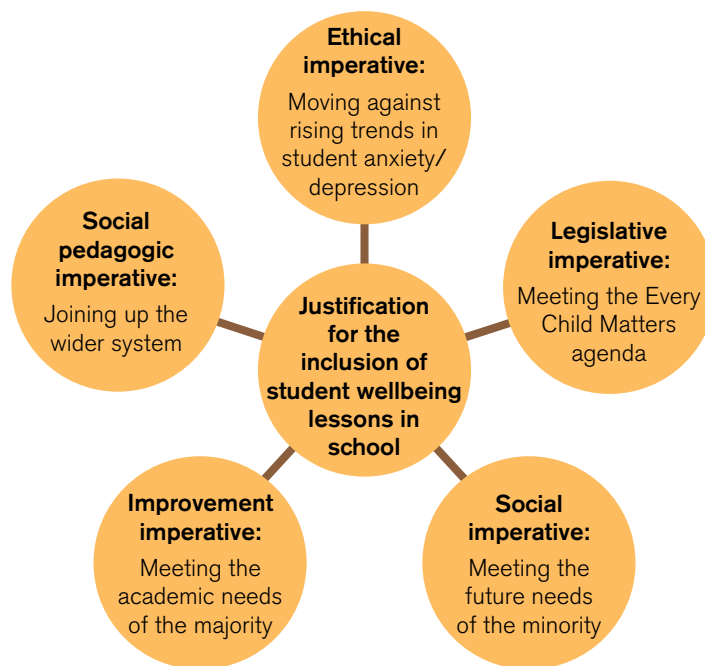 Ethical
imperative:
Moving against
rising trends in
student anxiety/
depression
Social
pedagogic
imperative:
Joining up the
wider system
Legislative
imperative:
Meeting the Every
Child Matters
agenda
Justification
for the
inclusion of
student wellbeing
lessons in
school
Improvement
imperative:
Meeting the
academic needs
of the majority
Social
imperative:
Meeting the
future needs
of the minority